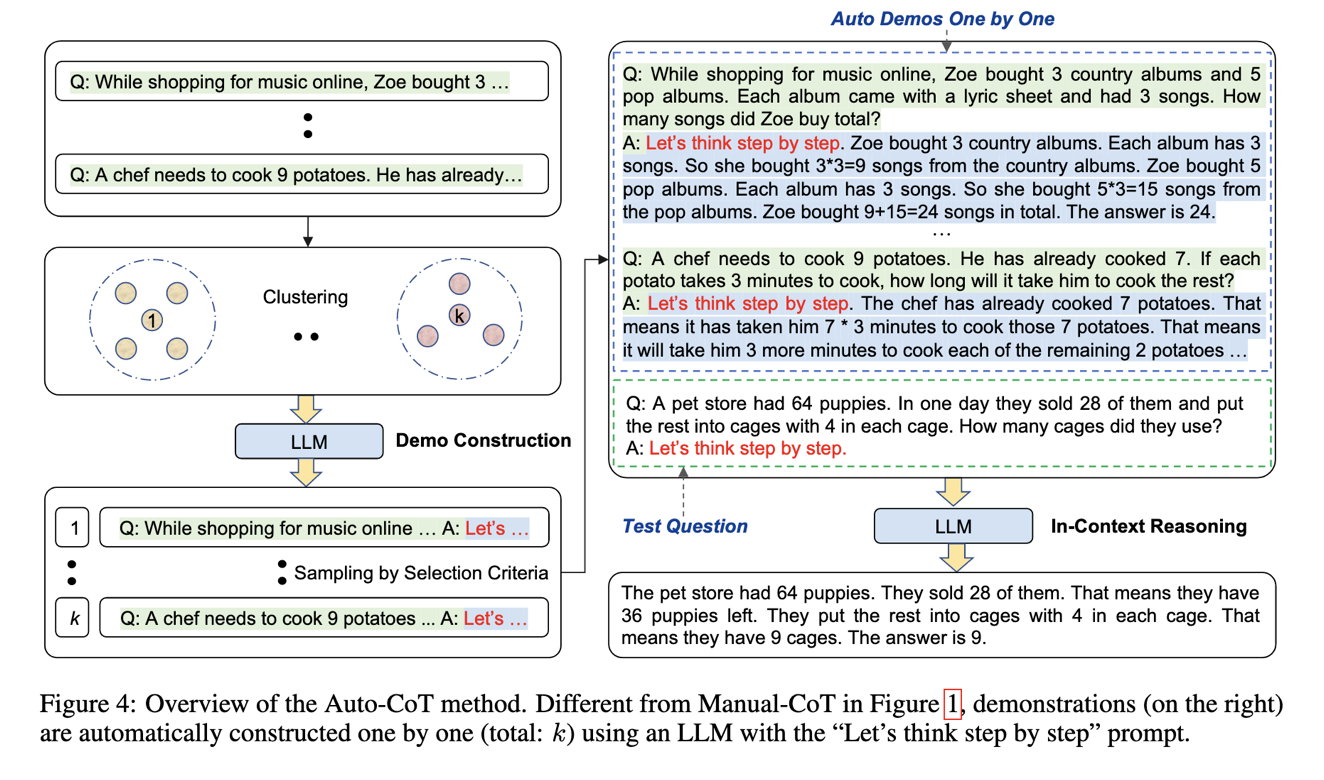 Auto Demos One by One
Q: While shopping for music online, Zoe bought 3 …
Q: A chef needs to cook 9 potatoes. He has already…
Clustering
1
k
LLM
Demo Construction
1
Q: While shopping for music online … A: Let's …
Sampling by Selection Criteria
k
Q: A chef needs to cook 9 potatoes ... A: Let's …
Q: While shopping for music online, Zoe bought 3 country albums and 5
pop albums. Each album came with a lyric sheet and had 3 songs. How
many songs did Zoe buy total?
A: Let's think step by step. Zoe bought 3 country albums. Each album has 3
songs. So she bought 3*3=9 songs from the country albums. Zoe bought 5
pop albums. Each album has 3 songs. So she bought 5*3=15 songs from
the pop albums. Zoe bought 9+15=24 songs in total. The answer is 24.
…
Q: A chef needs to cook 9 potatoes. He has already cooked 7. If each
potato takes 3 minutes to cook, how long will it take him to cook the rest?
A: Let's think step by step. The chef has already cooked 7 potatoes. That
means it has taken him 7 * 3 minutes to cook those 7 potatoes. That means
it will take him 3 more minutes to cook each of the remaining 2 potatoes …
Q: A pet store had 64 puppies. In one day they sold 28 of them and put
the rest into cages with 4 in each cage. How many cages did they use?
A: Let's think step by step.
Test Question
LLM
In-Context Reasoning
The pet store had 64 puppies. They sold 28 of them. That means they have
36 puppies left. They put the rest into cages with 4 in each cage. That
means they have 9 cages. The answer is 9.
Figure 4: Overview of the Auto-CoT method. Different from Manual-CoT in Figure 1, demonstrations (on the right)
are automatically constructed one by one (total: k) using an LLM with the “Let's think step by step” prompt.